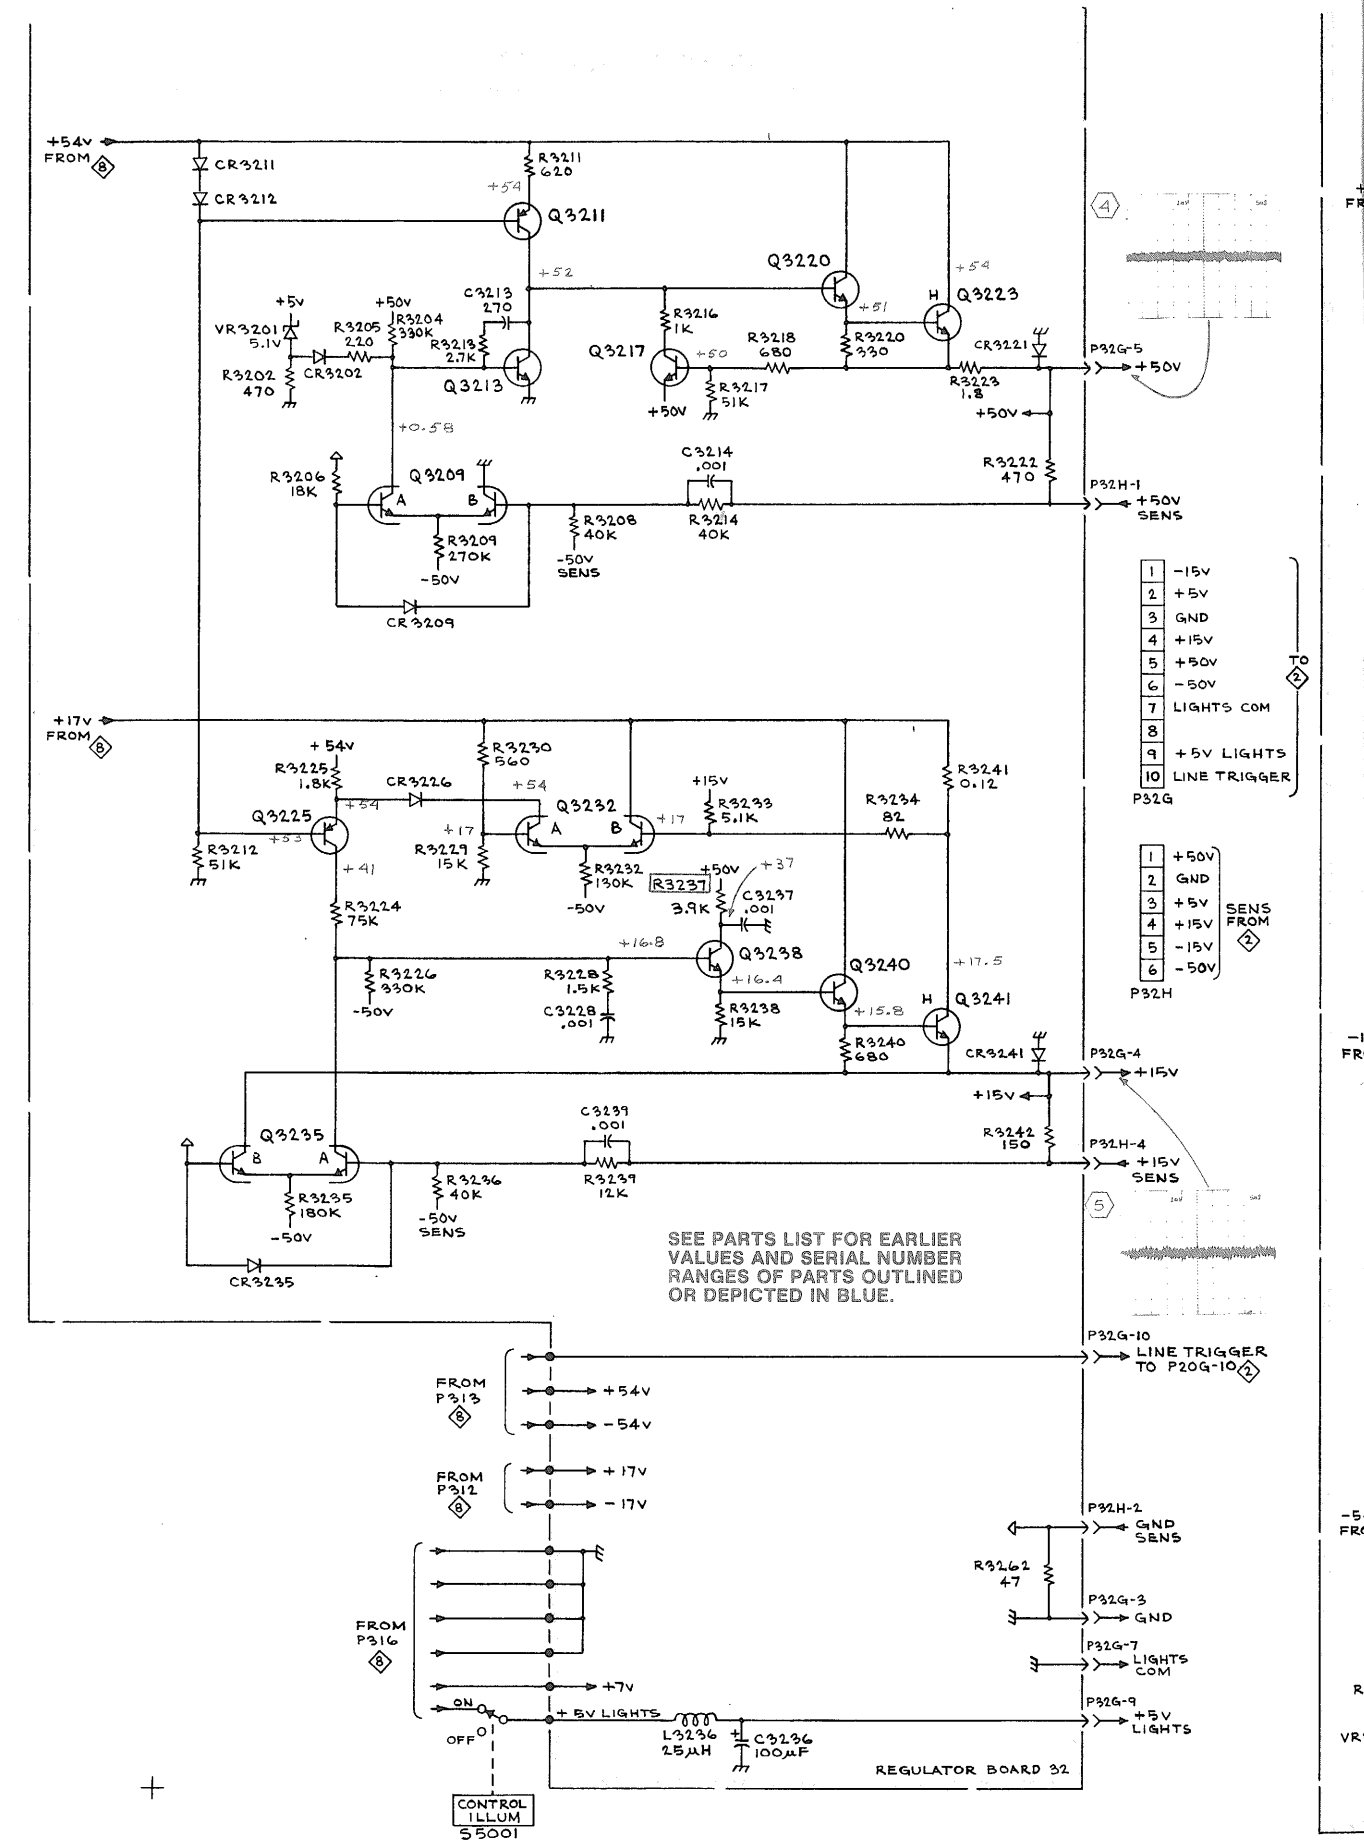 +54V
FROM 8
CR3211
CR3212
R3211
620
+54
Q3211
+52
Q3220
+51
+54
H
Q3223
4
C3213
270
+5V
VR3201
5.1V
R3205
220
+50V
R3204
330K
R3213
2.7K
R3202
470
CR3202
Q3213
R3216
1K
Q3217
+50
R3218
680
R3220
330
R3217
51K
+50V
CR3221
R3223
1.8
P32G-5
+50V
+50V
+0.58
R3206
18K
Q3209
A
B
C3214
.001
R3214
40K
R3208
40K
-50V
SENS
R3209
270K
-50V
CR3209
R3222
470
P32H-1
+50V
SENS
1 -15V
2 +5V
3 GND
4 +15V
5 +50V
6 -50V
7 LIGHTS COM
8
9 +5V LIGHTS
10 LINE TRIGGER
P32G
TO
2
+17V
FROM 8
+54V
R3225
1.8K
CR3226
+54
Q3225
+53
+41
R3212
51K
R3224
75K
R3230
560
+54
Q3232
A
B
+17
R3229
15K
+17
R3232
130K
-50V
+15V
R3233
5.1K
R3234
82
R3241
0.12
+50V
R3237
3.9K
C3237
.001
+37
+16.8
Q3238
+16.4
R3226
330K
-50V
R3228
1.5K
C3228
.001
R3238
15K
Q3240
+15.8
R3240
680
+17.5
H
Q3241
CR3241
P32G-4
+15V
+15V
1 +50V
2 GND
3 +5V
4 +15V
5 -15V
6 -50V
P32H
SENS
FROM
2
Q3235
B
A
R3235
180K
-50V
CR3235
R3236
40K
-50V
SENS
C3239
.001
R3239
12K
R3242
150
P32H-4
+15V
SENS
5
SEE PARTS LIST FOR EARLIER
VALUES AND SERIAL NUMBER
RANGES OF PARTS OUTLINED
OR DEPICTED IN BLUE.
P32G-10
LINE TRIGGER
TO P20G-10 2
FROM
P313
8
+54V
-54V
FROM
P312
8
+17V
-17V
FROM
P316
8
+7V
ON
OFF
+5V LIGHTS
L3236
25µH
+
C3236
100µF
R3262
47
P32H-2
GND
SENS
P32G-3
GND
P32G-7
LIGHTS
COM
P32G-9
+5V
LIGHTS
REGULATOR BOARD 32
CONTROL
ILLUM
S5001